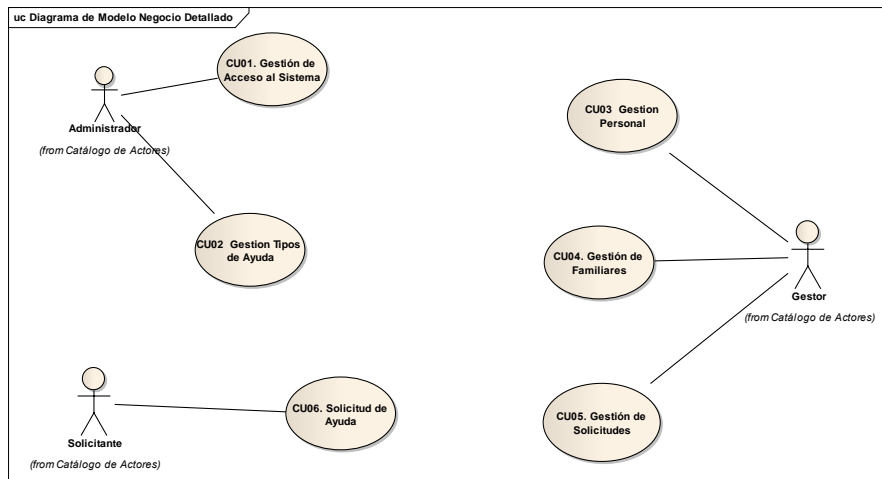 uc Diagrama de Modelo Negocio Detallado
CU01. Gestión de
Acceso al Sistema
Administrador
(from Catálogo de Actores)
CU02 Gestion Tipos
de Ayuda
CU03 Gestion
Personal
CU04. Gestión de
Familiares
Gestor
(from Catálogo de Actores)
CU05. Gestión de
Solicitudes
CU06. Solicitud de
Ayuda
Solicitante
(from Catálogo de Actores)